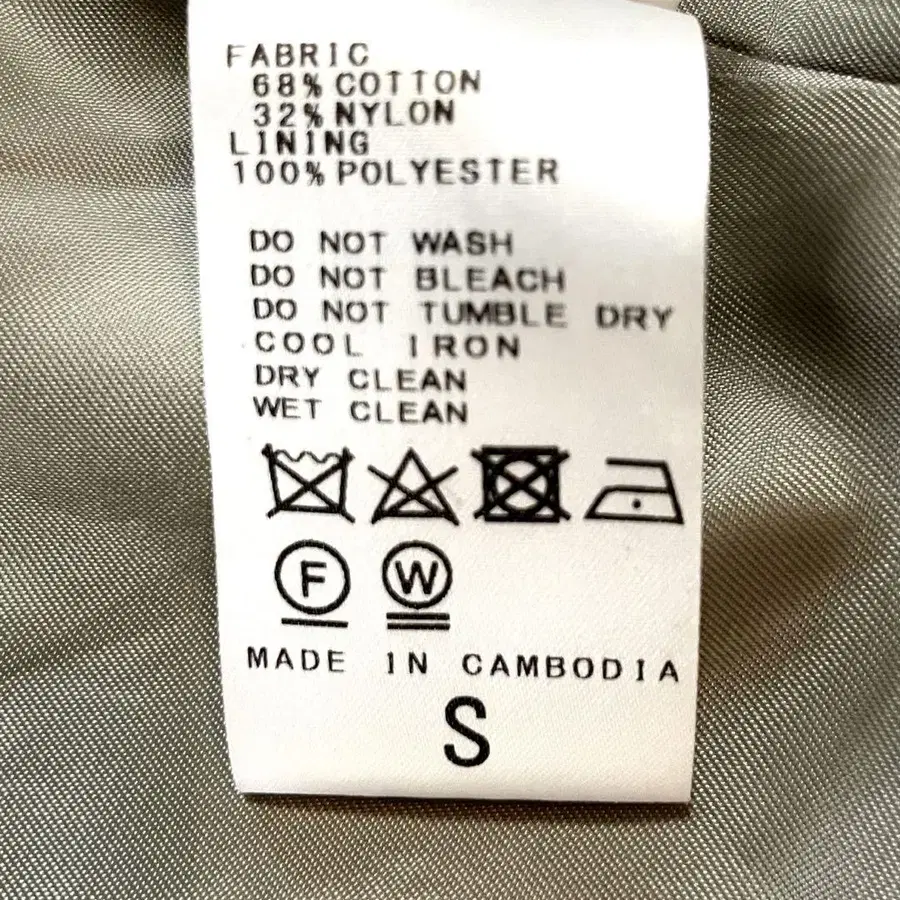 FABRIC
68% COTTON
32% NYLON
LINING
100% POLYESTER
DO NOT WASH
DO NOT BLEACH
DO NOT TUMBLE DRY
COOL IRON
DRY CLEAN
WET CLEAN
F W
MADE IN CAMBODIA
S